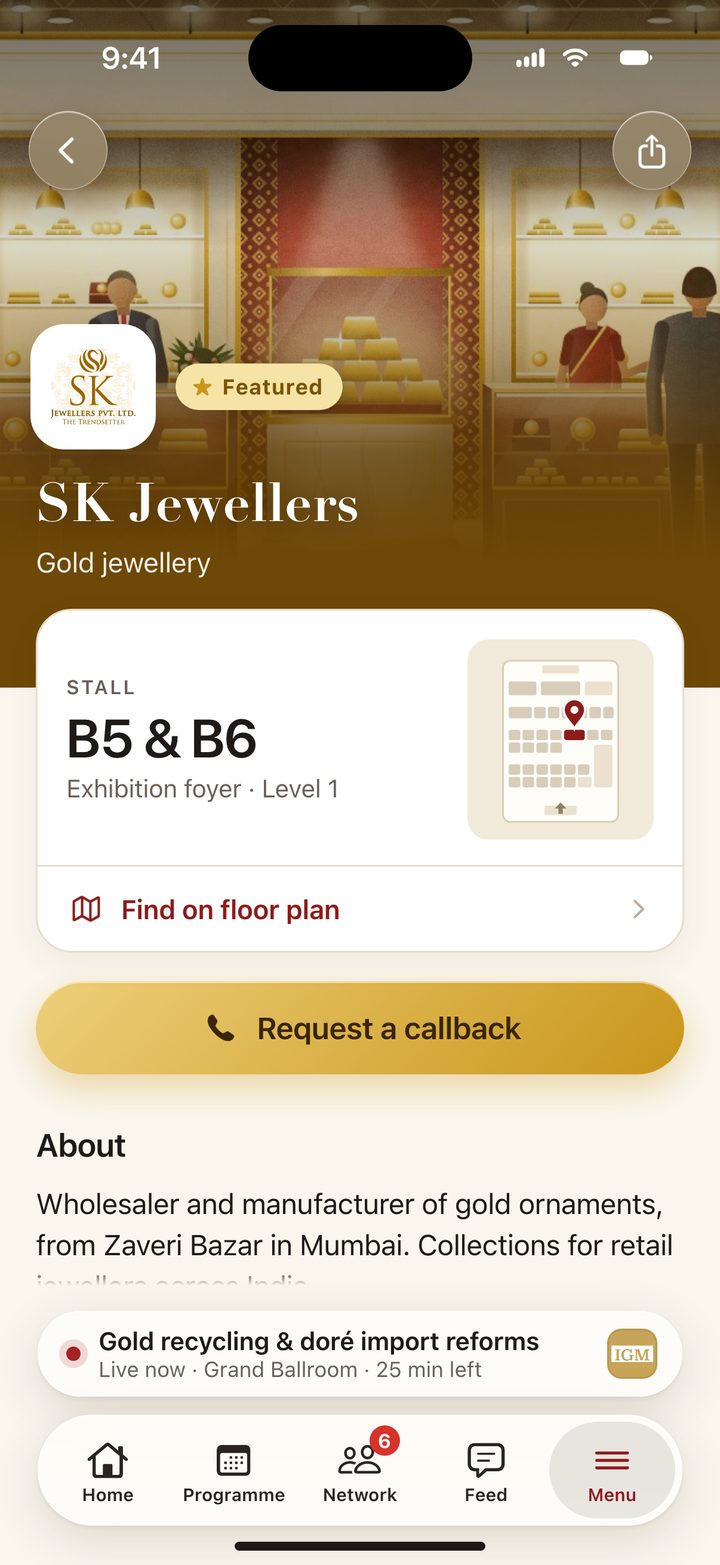 9:41
SK
JEWELLERS PVT. LTD.
THE TRENDSETTER
Featured
SK Jewellers
Gold jewellery
STALL
B5 & B6
Exhibition foyer · Level 1
Find on floor plan
Request a callback
About
Wholesaler and manufacturer of gold ornaments,
from Zaveri Bazar in Mumbai. Collections for retail
jewellers across India.
Gold recycling & doré import reforms
Live now · Grand Ballroom · 25 min left
IGM
6
Home
Programme
Network
Feed
Menu